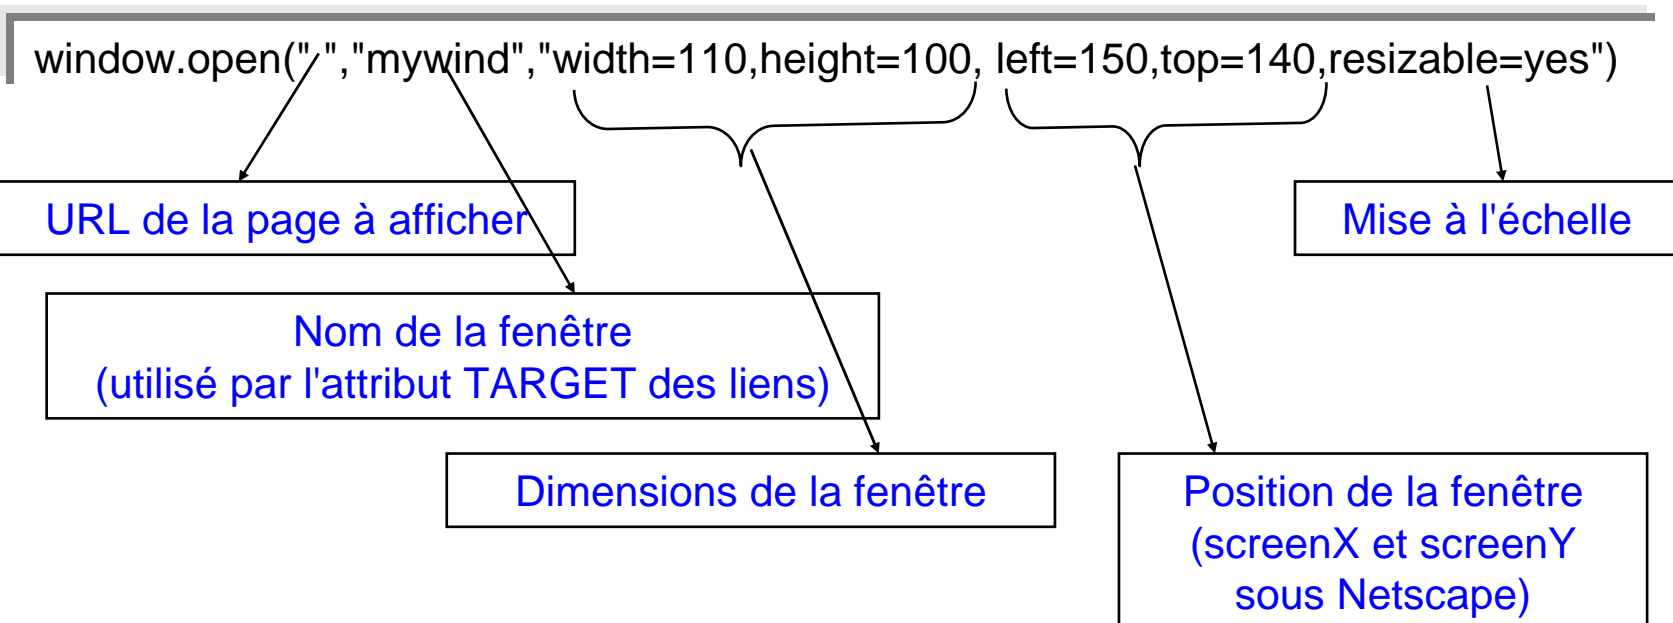 window.open(" ","mywind","width=110,height=100, left=150,top=140,resizable=yes")
URL de la page à afficher
Mise à l'échelle
Nom de la fenêtre
(utilisé par l'attribut TARGET des liens)
Dimensions de la fenêtre
Position de la fenêtre
(screenX et screenY
sous Netscape)